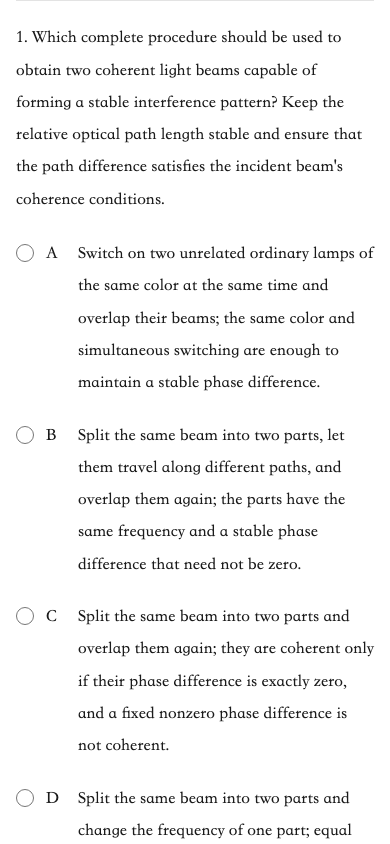 1. Which complete procedure should be used to
obtain two coherent light beams capable of
forming a stable interference pattern? Keep the
relative optical path length stable and ensure that
the path difference satisfies the incident beam's
coherence conditions.
A Switch on two unrelated ordinary lamps of
the same color at the same time and
overlap their beams; the same color and
simultaneous switching are enough to
maintain a stable phase difference.
B Split the same beam into two parts, let
them travel along different paths, and
overlap them again; the parts have the
same frequency and a stable phase
difference that need not be zero.
C Split the same beam into two parts and
overlap them again; they are coherent only
if their phase difference is exactly zero,
and a fixed nonzero phase difference is
not coherent.
D Split the same beam into two parts and
change the frequency of one part; equal